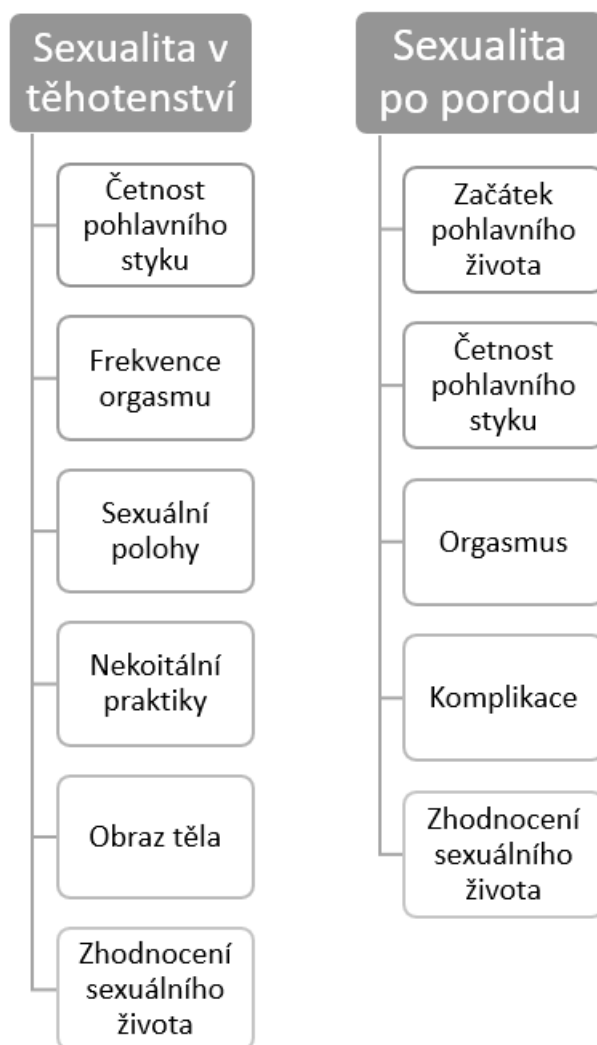 Sexualita v
těhotenství
Četnost
pohlavního
styku
Frekvence
orgasmu
Sexuální
polohy
Nekoitální
praktiky
Obraz těla
Zhodnocení
sexuálního
života
Sexualita
po porodu
Začátek
pohlavního
života
Četnost
pohlavního
styku
Orgasmus
Komplikace
Zhodnocení
sexuálního
života